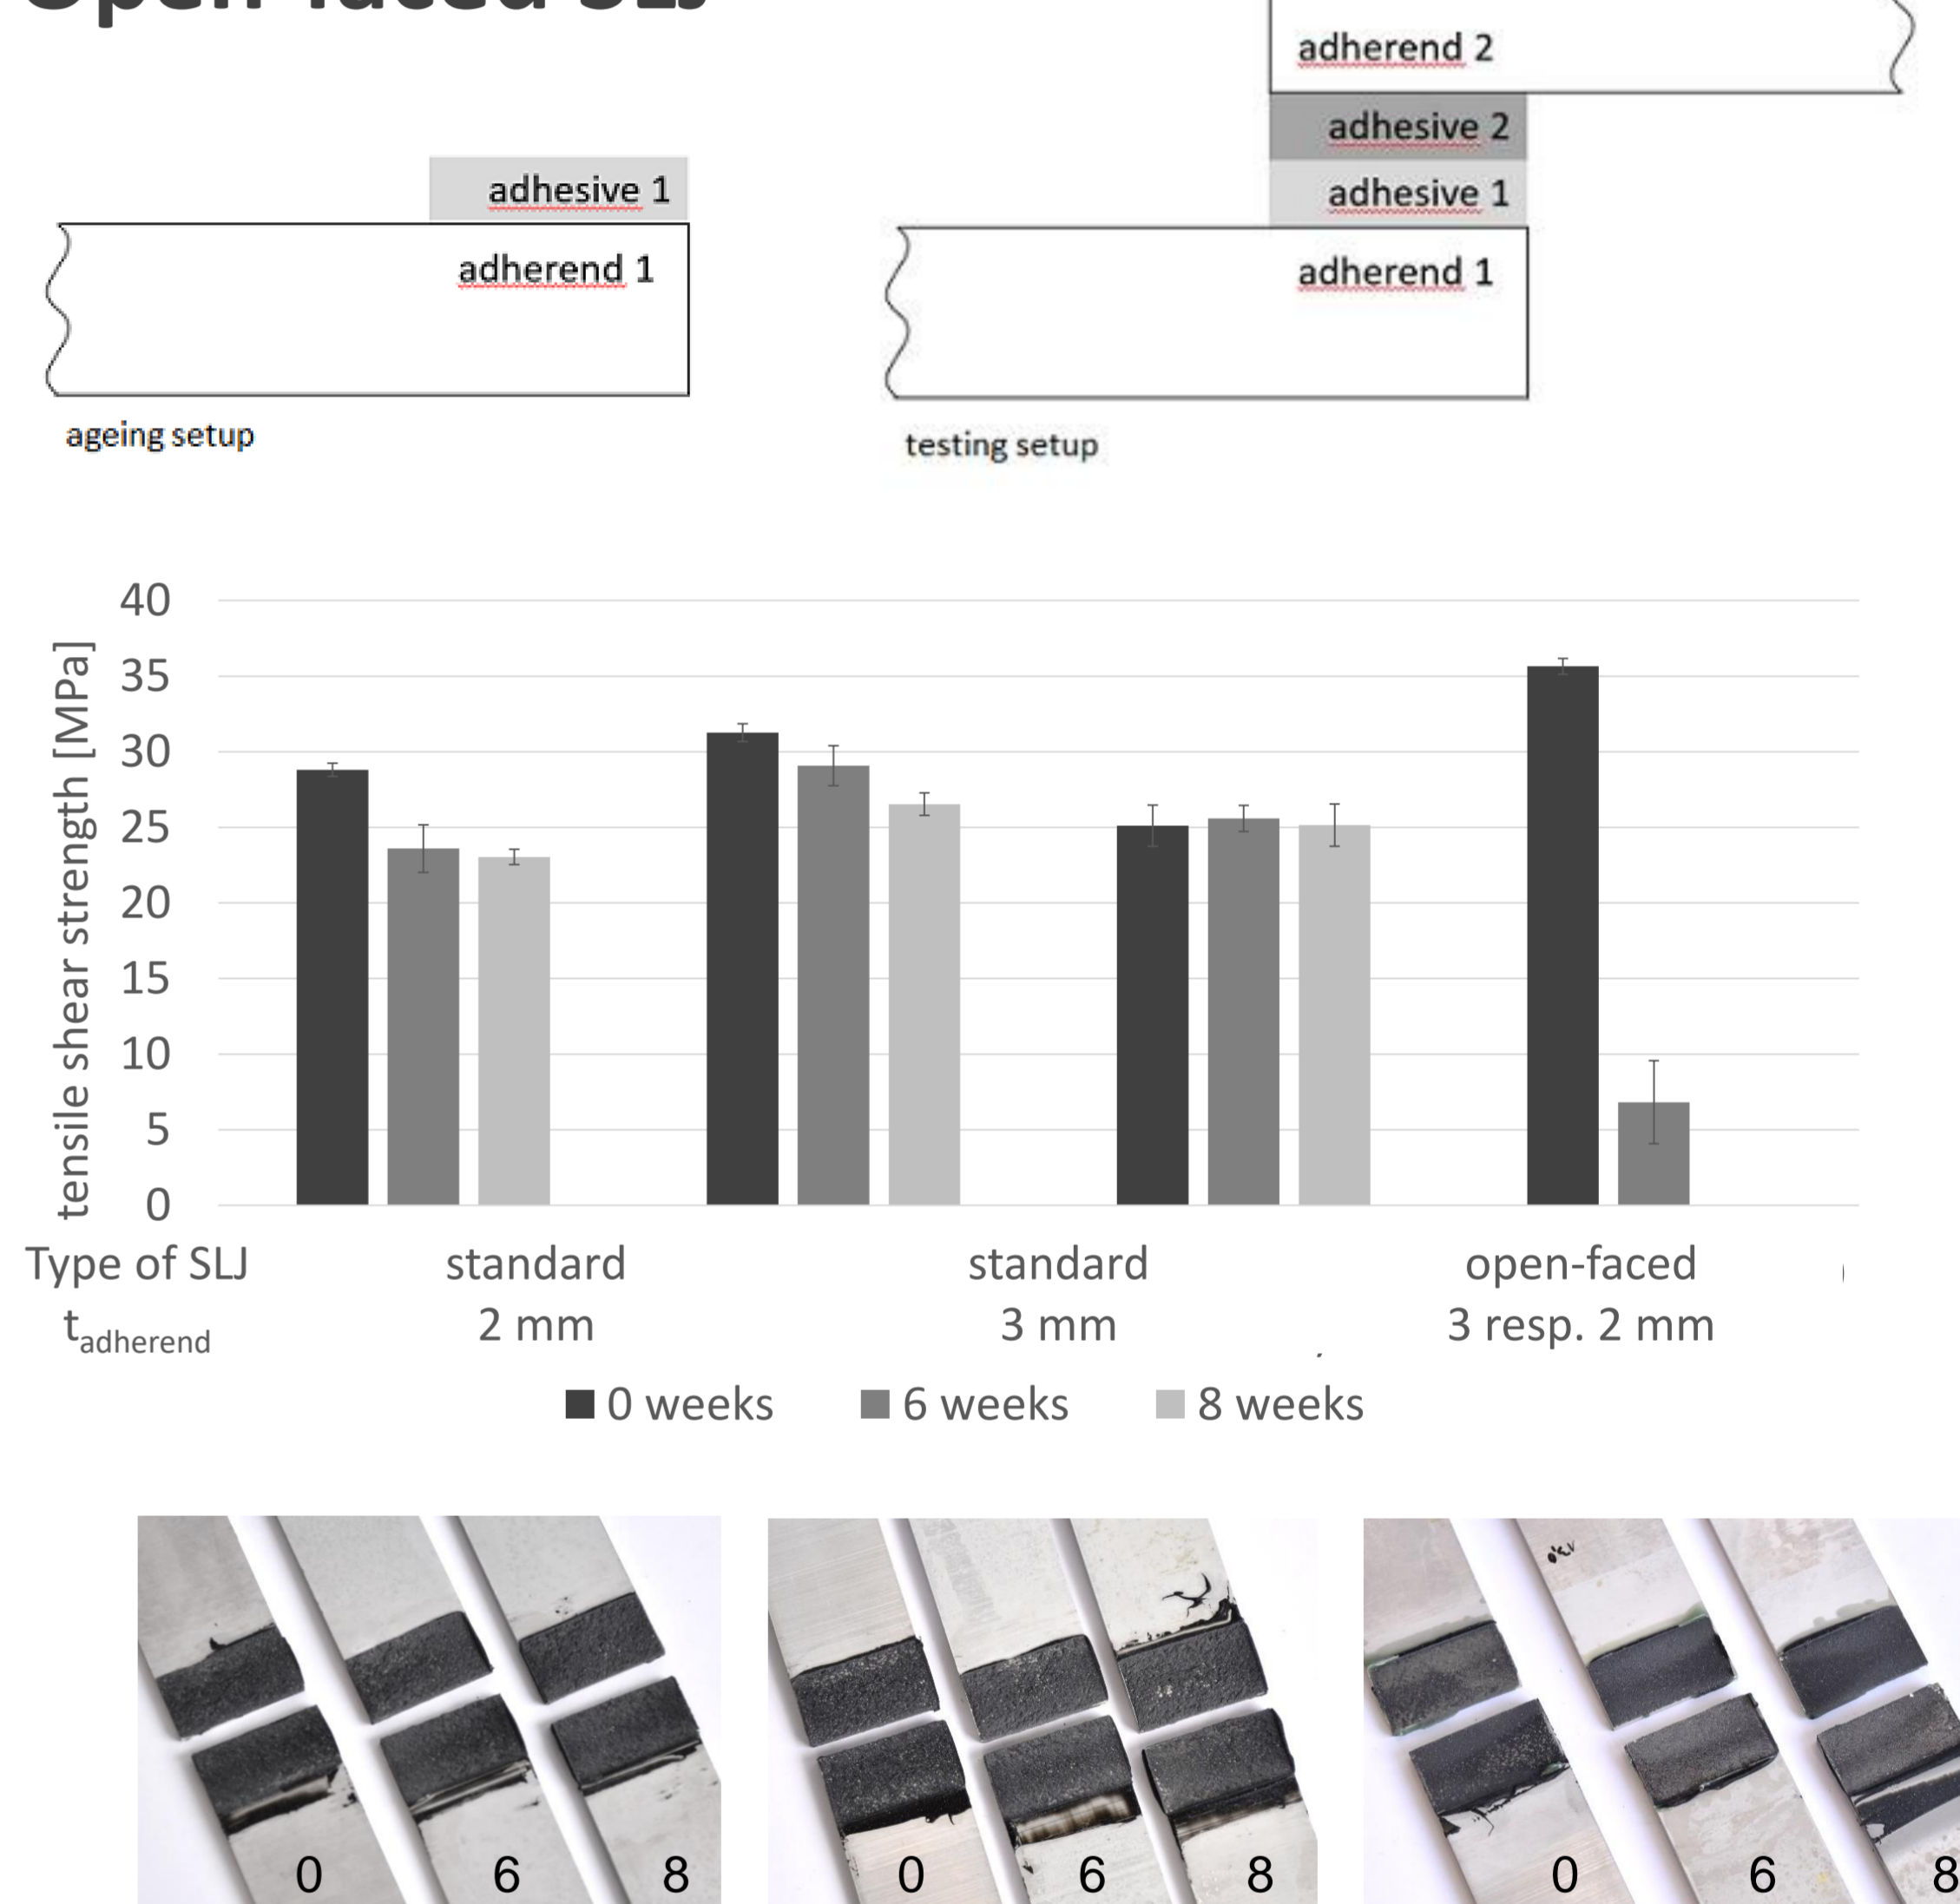 Open-faced SLJ
adherend 2
adhesive 2
adhesive 1
adhesive 1
adherend 1
adherend 1
ageing setup
testing setup
tensile shear strength [MPa]
40
35
30
25
20
15
10
5
0
Type of SLJ standard standard open-faced
tadherend 2 mm 3 mm 3 resp. 2 mm
0 weeks 6 weeks 8 weeks
0 6 8 0 6 8 0 6 8